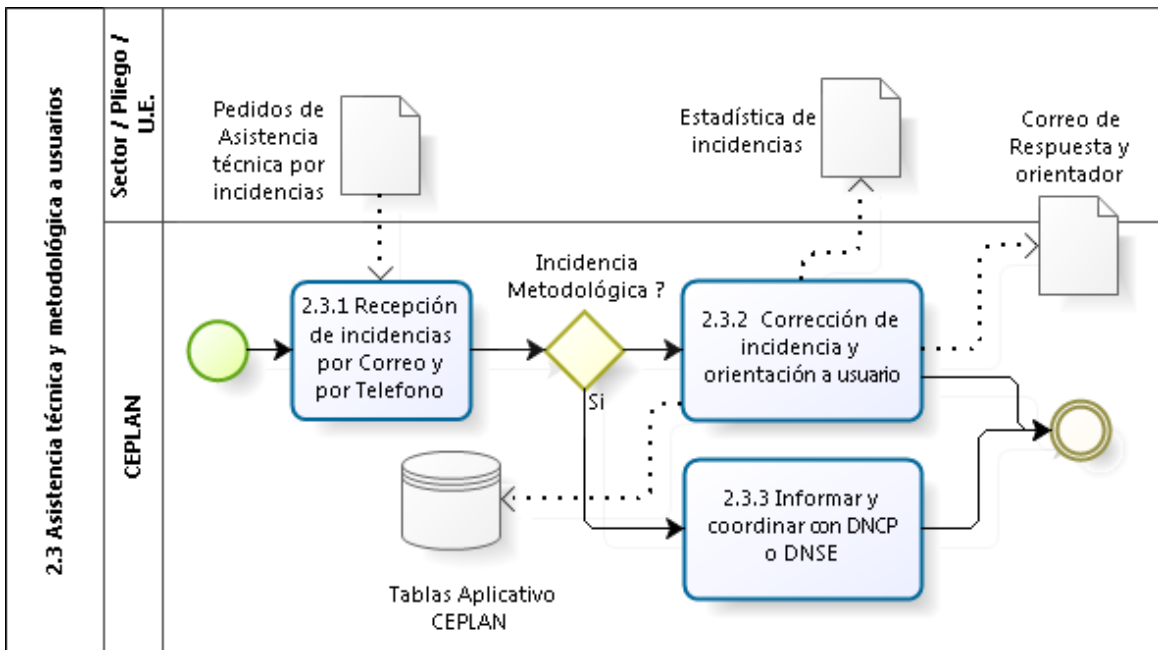 2.3 Asistencia técnica y metodológica a usuarios
Sector / Pliego /
U.E.
Pedidos de
Asistencia
técnica por
incidencias
Estadística de
incidencias
Correo de
Respuesta y
orientador
CEPLAN
2.3.1 Recepción
de incidencias
por Correo y
por Telefono
Incidencia
Metodológica ?
Si
2.3.2 Corrección de
incidencia y
orientación a usuario
2.3.3 Informar y
coordinar con DNCP
o DNSE
Tablas Aplicativo
CEPLAN